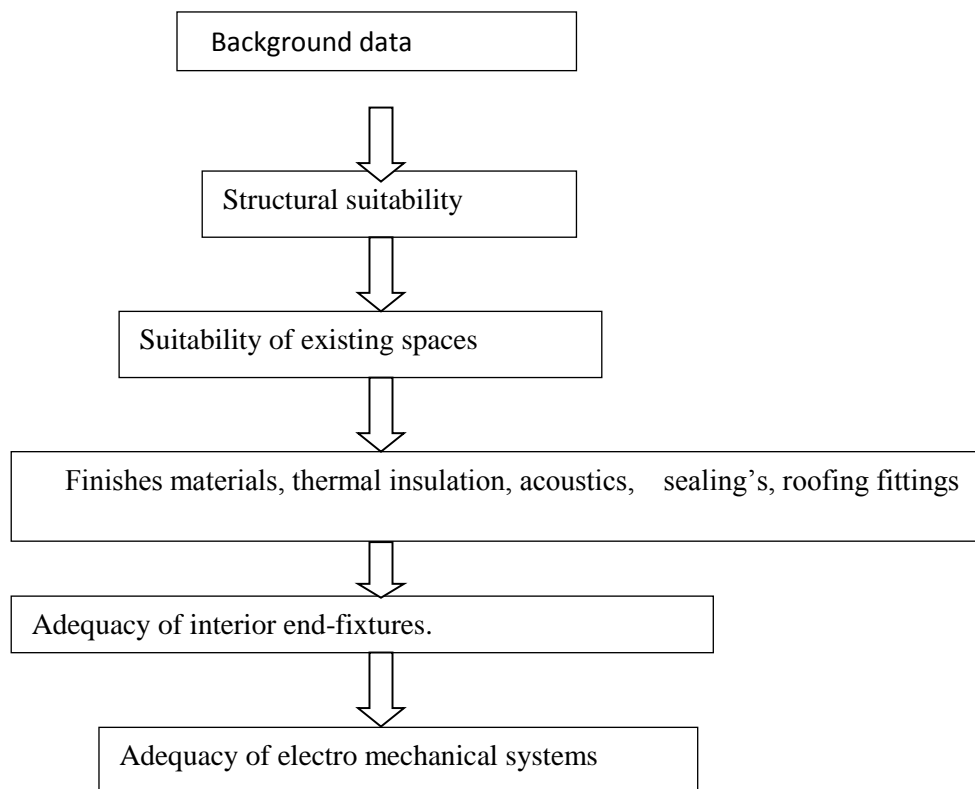 Background data
Structural suitability
Suitability of existing spaces
Finishes materials, thermal insulation, acoustics, sealing’s, roofing fittings
Adequacy of interior end-fixtures.
Adequacy of electro mechanical systems